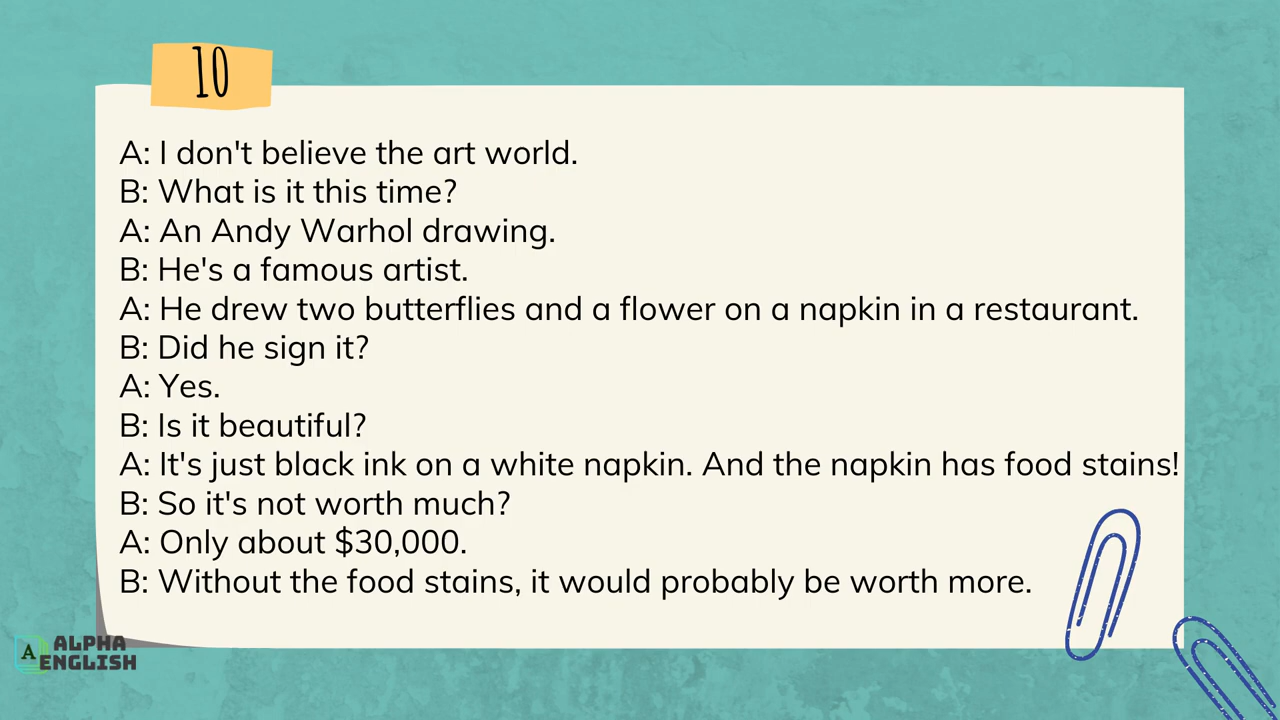 10
A: I don't believe the art world.
B: What is it this time?
A: An Andy Warhol drawing.
B: He's a famous artist.
A: He drew two butterflies and a flower on a napkin in a restaurant.
B: Did he sign it?
A: Yes.
B: Is it beautiful?
A: It's just black ink on a white napkin. And the napkin has food stains!
B: So it's not worth much?
A: Only about $30,000.
B: Without the food stains, it would probably be worth more.
A
ALPHA
ENGLISH